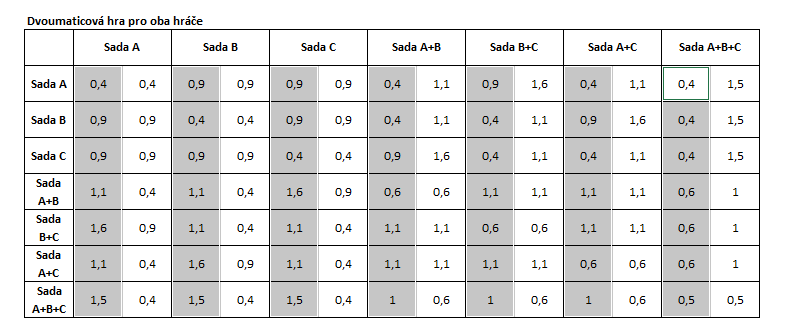 Dvoumaticová hra pro oba hráče
Sada A Sada B Sada C Sada A+B Sada B+C Sada A+C Sada A+B+C
Sada A 0,4 0,4 0,9 0,9 0,9 0,9 0,4 1,1 0,9 1,6 0,4 1,1 0,4 1,5
Sada B 0,9 0,9 0,4 0,4 0,9 0,9 0,4 1,1 0,4 1,1 0,9 1,6 0,4 1,5
Sada C 0,9 0,9 0,9 0,9 0,4 0,4 0,9 1,6 0,4 1,1 0,4 1,1 0,4 1,5
Sada
A+B 1,1 0,4 1,1 0,4 1,6 0,9 0,6 0,6 1,1 1,1 1,1 1,1 0,6 1
Sada
B+C 1,6 0,9 1,1 0,4 1,1 0,4 1,1 1,1 0,6 0,6 1,1 1,1 0,6 1
Sada
A+C 1,1 0,4 1,6 0,9 1,1 0,4 1,1 1,1 1,1 1,1 0,6 0,6 0,6 1
Sada
A+B+C 1,5 0,4 1,5 0,4 1,5 0,4 1 0,6 1 0,6 1 0,6 0,5 0,5